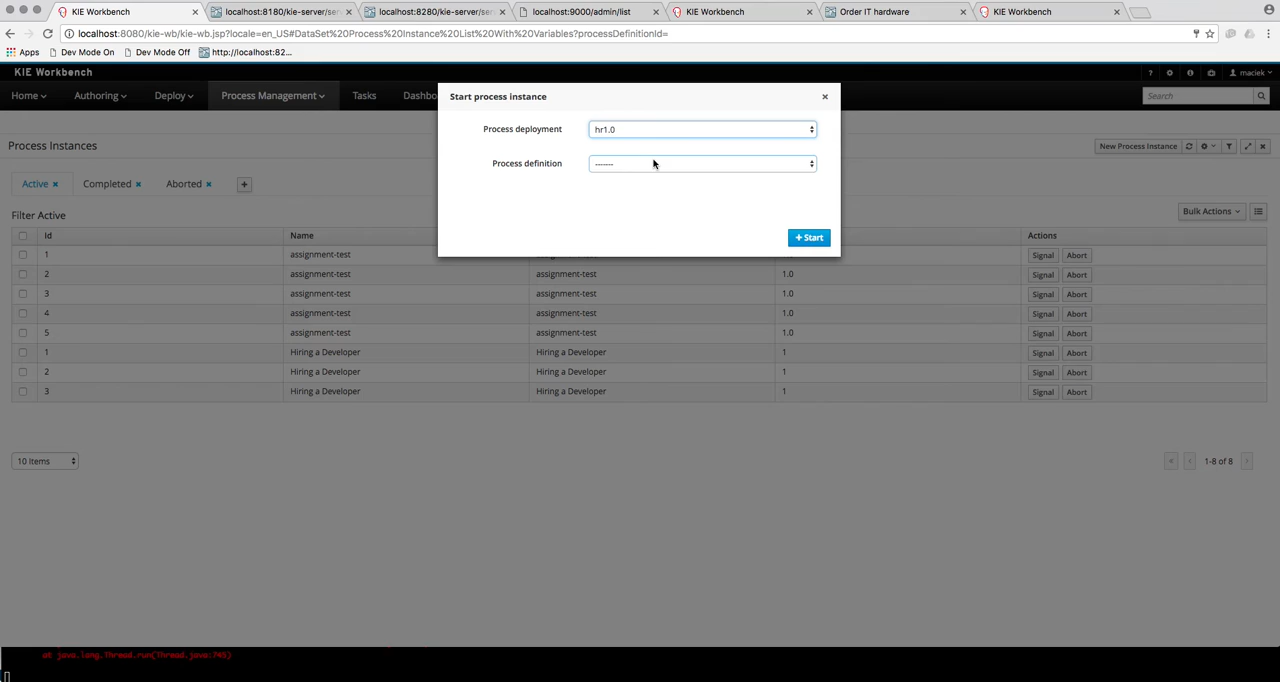 KIE Workbench
localhost:8180/kie-server/ser
localhost:8280/kie-server/ser
localhost:9000/admin/list
KIE Workbench
Order IT hardware
KIE Workbench
localhost:8080/kie-wb/kie-wb.jsp?locale=en_US#DataSet%20Process%20Instance%20List%20With%20Variables?processDefinitionId=
Apps Dev Mode On Dev Mode Off http://localhost:82...
KIE Workbench
? maciek
Home Authoring Deploy Process Management Tasks Dashbo
Search
Start process instance ×
Process deployment hr1.0
Process definition -------
+ Start
Process Instances
New Process Instance
Active × Completed × Aborted × +
Filter Active
Bulk Actions
Id Name Actions
1 assignment-test Signal Abort
2 assignment-test assignment-test 1.0 Signal Abort
3 assignment-test assignment-test 1.0 Signal Abort
4 assignment-test assignment-test 1.0 Signal Abort
5 assignment-test assignment-test 1.0 Signal Abort
1 Hiring a Developer Hiring a Developer 1 Signal Abort
2 Hiring a Developer Hiring a Developer 1 Signal Abort
3 Hiring a Developer Hiring a Developer 1 Signal Abort
10 Items
« ‹ 1-8 of 8 ›
at java.lang.Thread.run(Thread.java:745)